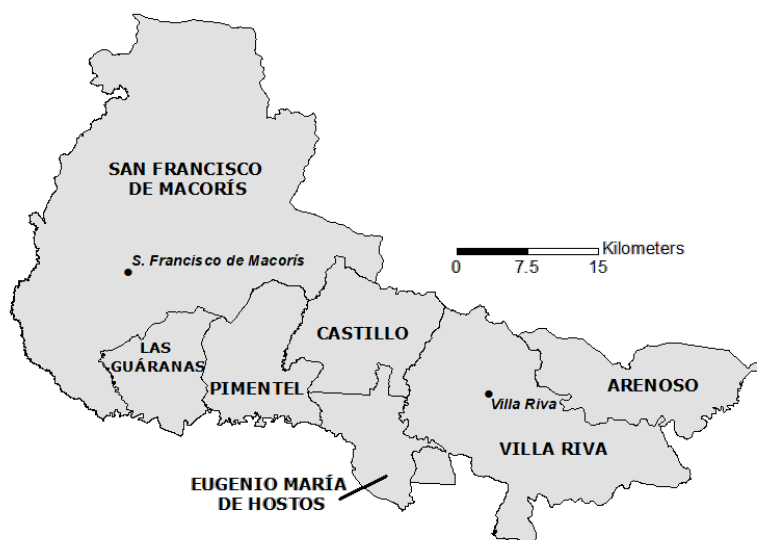 SAN FRANCISCO
DE MACORÍS
S. Francisco de Macorís
Kilometers
0 7.5 15
CASTILLO
LAS
GUÁRANAS
PIMENTEL
ARENOSO
Villa Riva
VILLA RIVA
EUGENIO MARÍA
DE HOSTOS